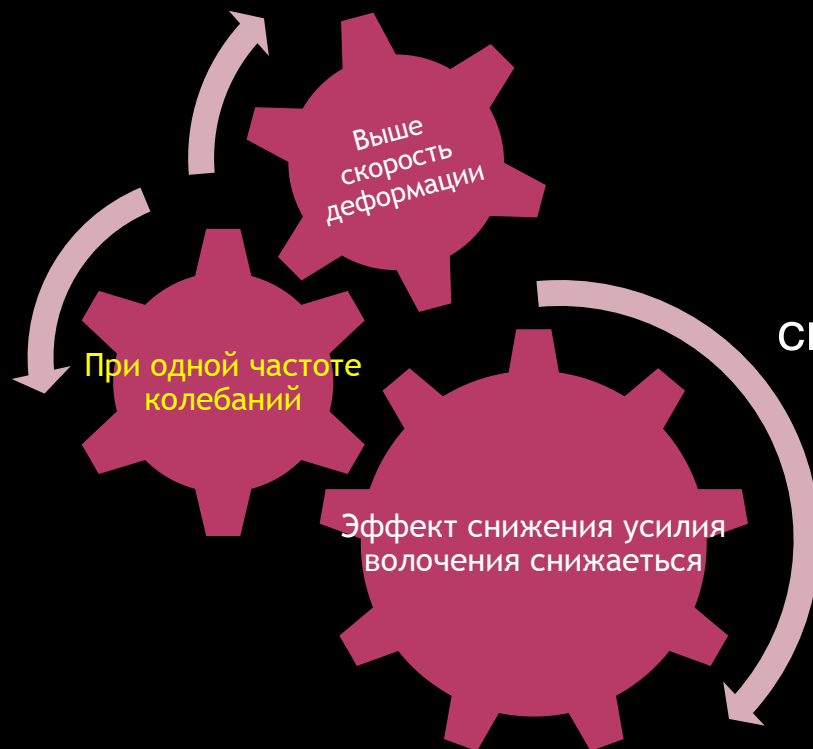 Выше
скорость
деформации
При одной частоте
колебаний
Эффект снижения усилия
волочения снижаеться